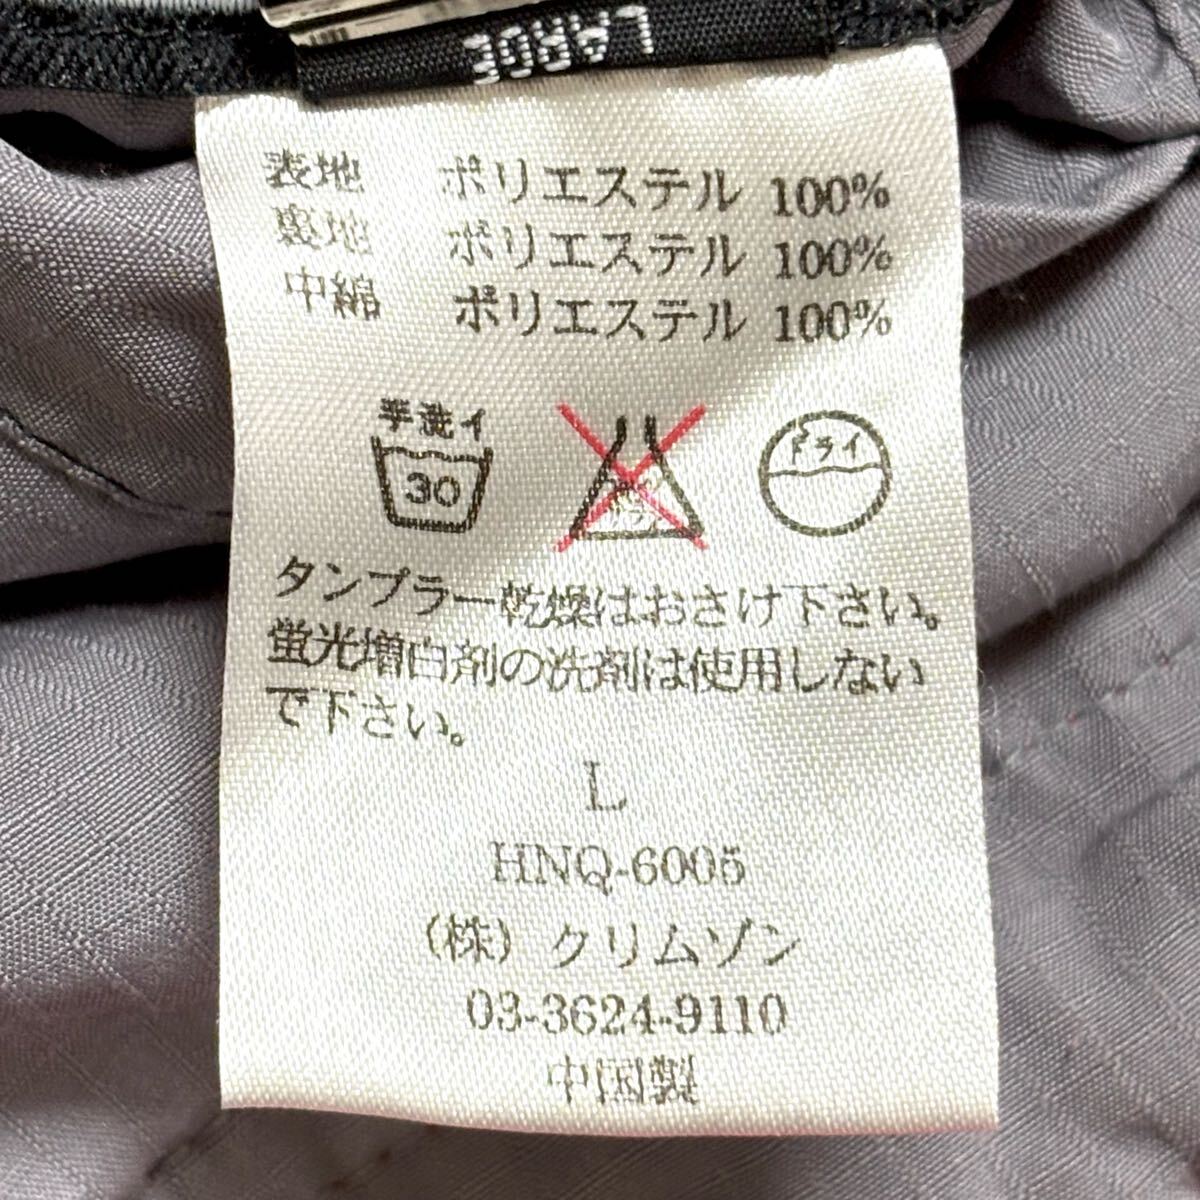 LARGE
表地 ポリエステル 100%
裏地 ポリエステル 100%
中綿 ポリエステル 100%
手洗イ
30
ドライ
タンブラー乾燥はおさけ下さい。
蛍光増白剤の洗剤は使用しない
で下さい。
L
HNQ-6005
(株) クリムゾン
03-3624-9110
中国製